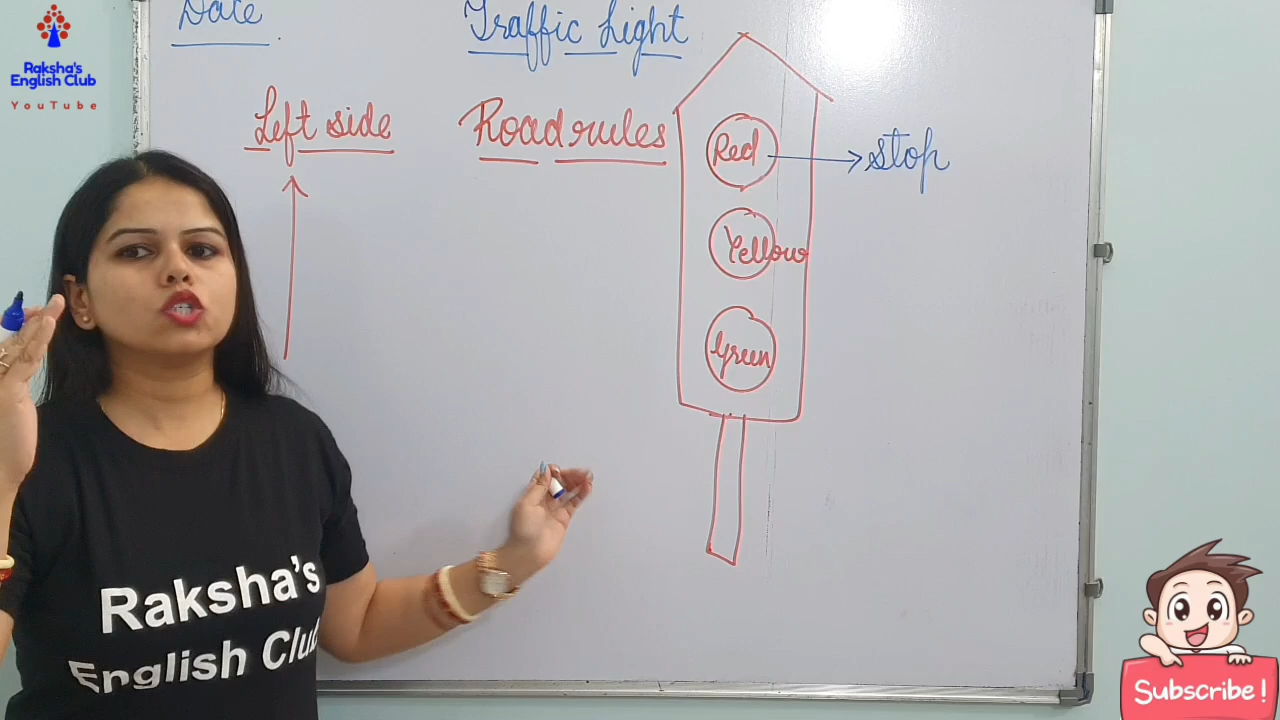 Raksha's
English Club
YouTube
Date
Traffic Light
Left side
Road rules
Red
stop
Yellow
Green
Raksha's
English Club
Subscribe!